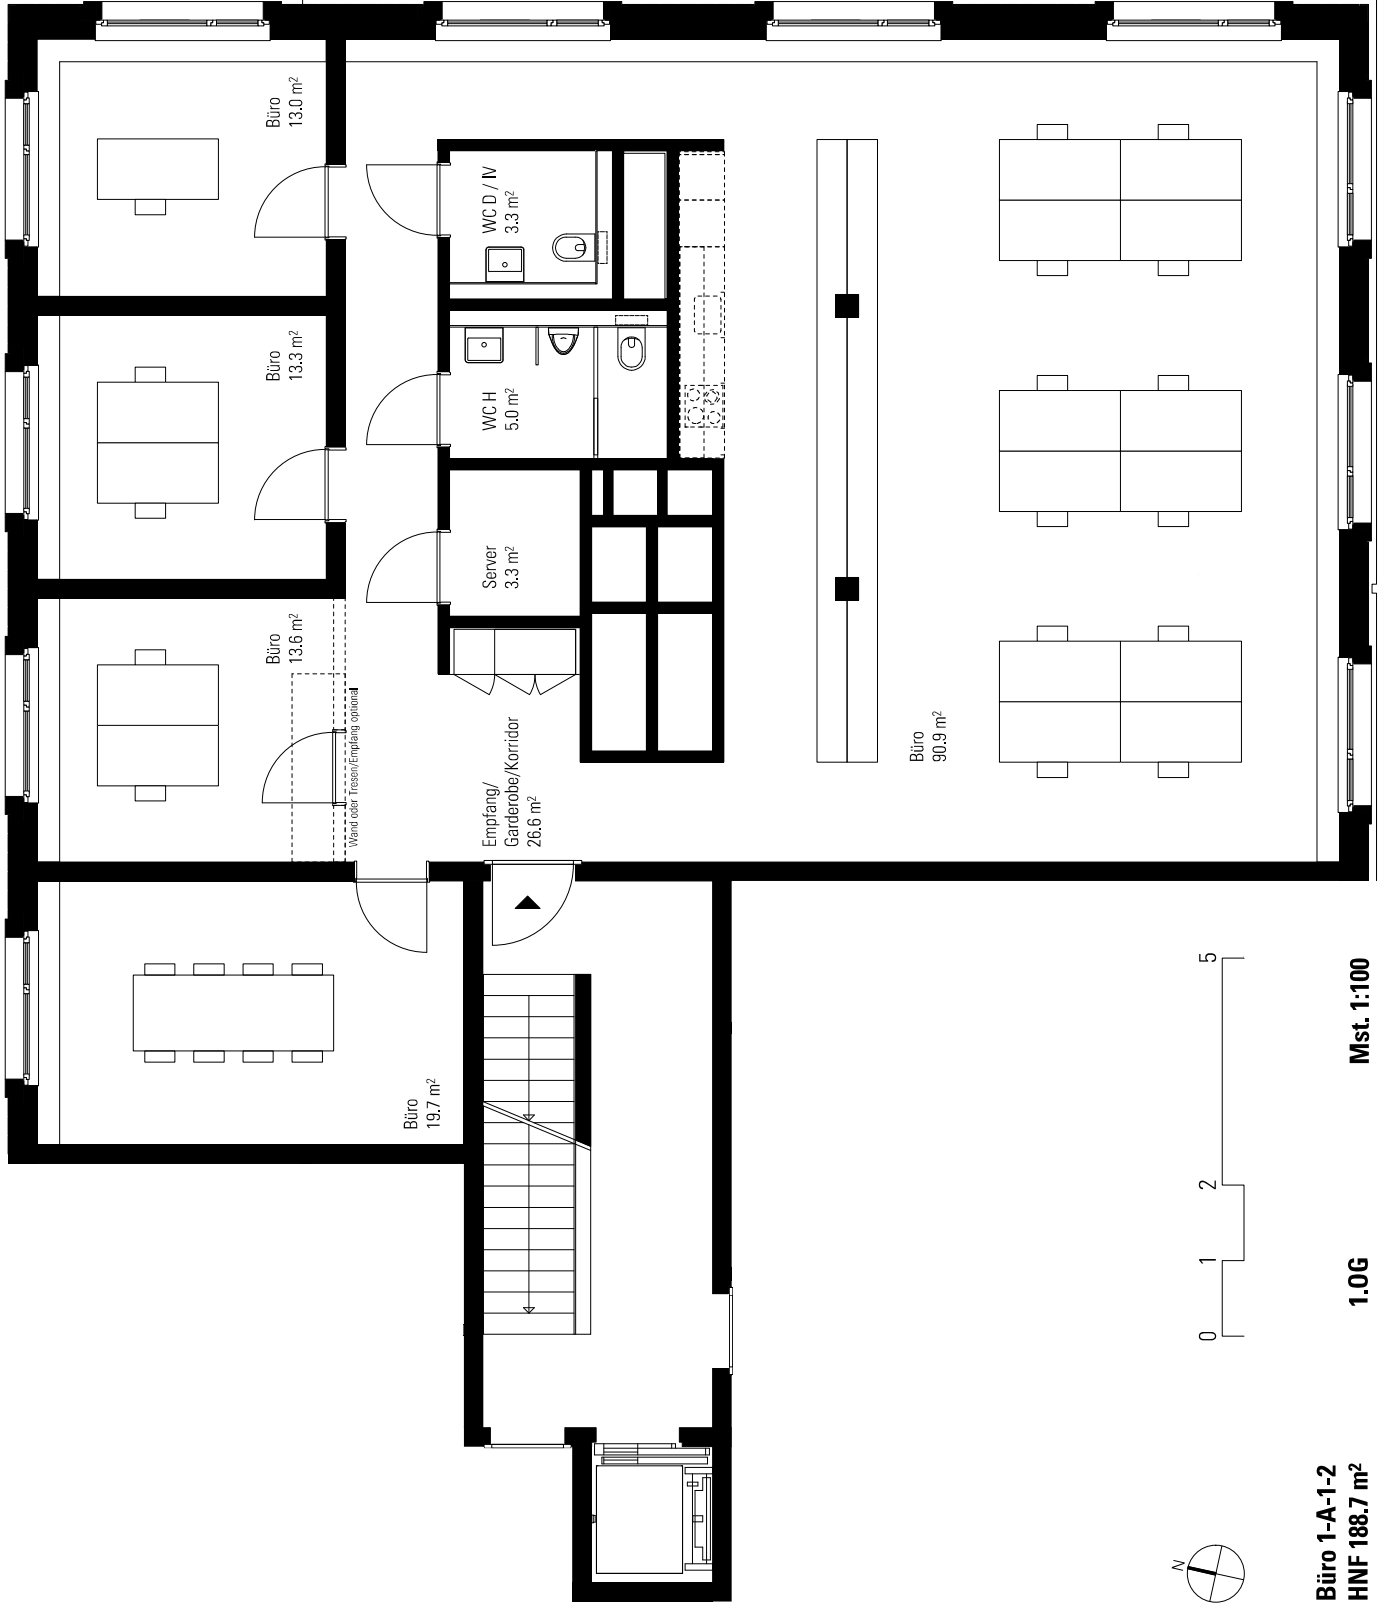 Büro
13.0 m²
Büro
13.3 m²
Büro
13.6 m²
Wand oder Tresen/Empfang optional
Büro
19.7 m²
WC D / IV
3.3 m²
WC H
5.0 m²
Server
3.3 m²
Empfang/
Garderobe/Korridor
26.6 m²
Büro
90.9 m²
0 1 2 5
N
Büro 1-A-1-2
HNF 188.7 m²
1.OG
Mst. 1:100